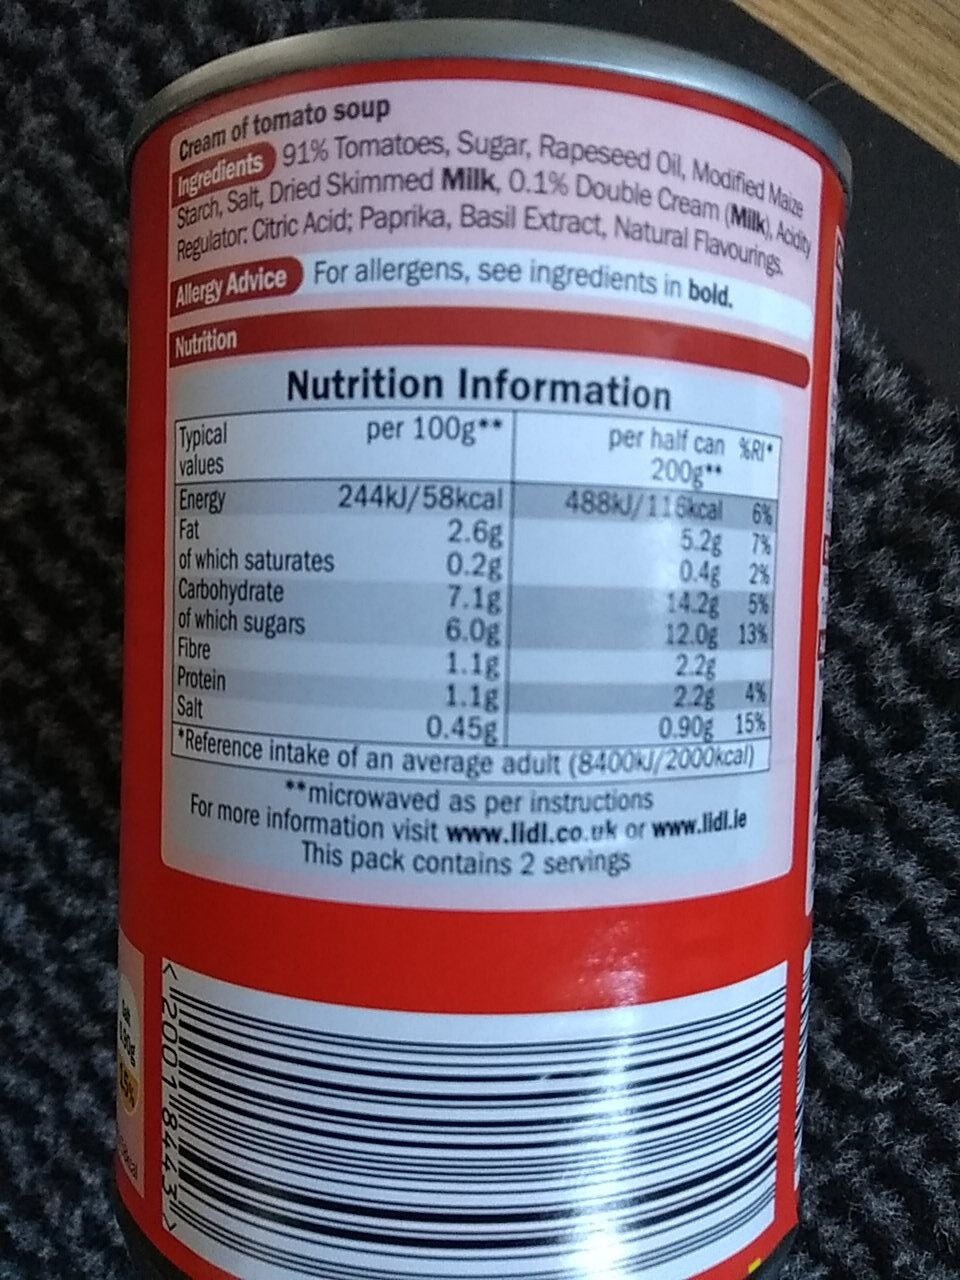 Cream of tomato soup
Ingredients 91% Tomatoes, Sugar, Rapeseed Oil, Modified Maize
Starch, Salt, Dried Skimmed Milk, 0.1% Double Cream (Milk), Acidity
Regulator: Citric Acid; Paprika, Basil Extract, Natural Flavourings.
Allergy Advice For allergens, see ingredients in bold.
Nutrition
Nutrition Information
Typical values per 100g** per half can 200g** %RI*
Energy 244kJ/58kcal 488kJ/116kcal 6%
Fat 2.6g 5.2g 7%
of which saturates 0.2g 0.4g 2%
Carbohydrate 7.1g 14.2g 5%
of which sugars 6.0g 12.0g 13%
Fibre 1.1g 2.2g
Protein 1.1g 2.2g 4%
Salt 0.45g 0.90g 15%
*Reference intake of an average adult (8400kJ/2000kcal)
**microwaved as per instructions
For more information visit www.lidl.co.uk or www.lidl.ie
This pack contains 2 servings
Salt
0.90g
15%
< 20018443 >